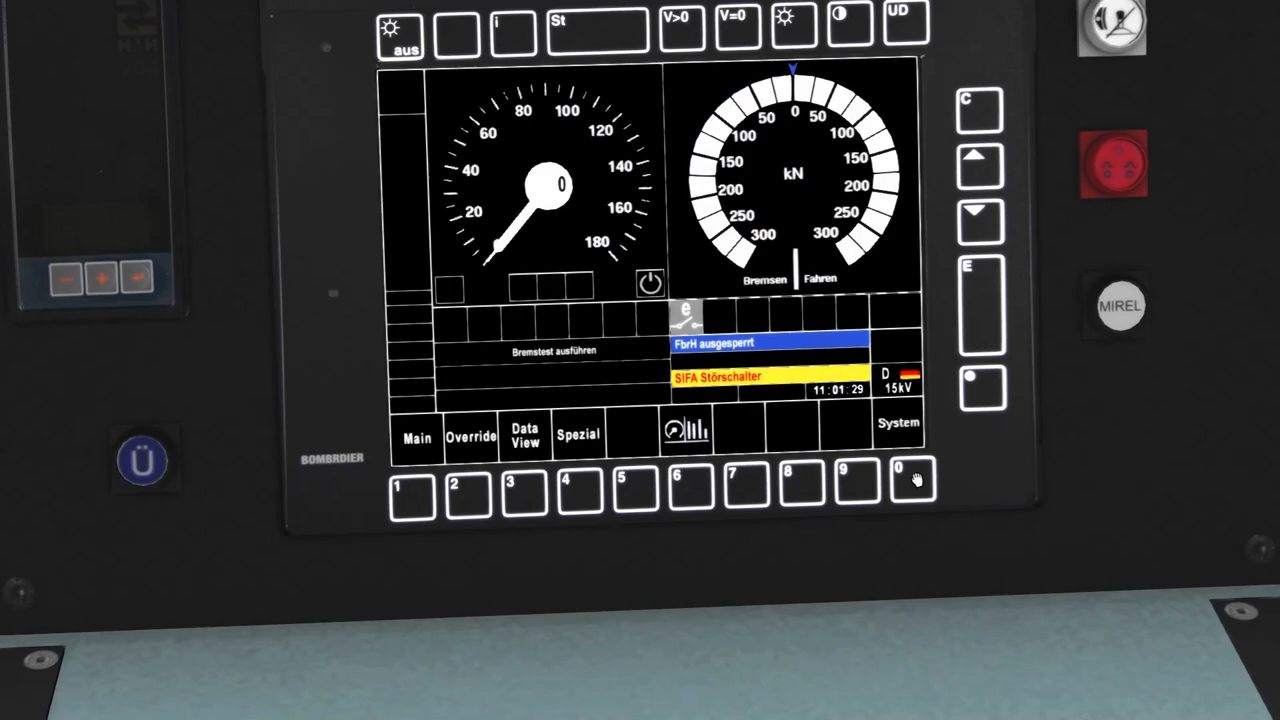 aus
i
St
V>0
V=0
UD
C
E
20
40
60
80
100
120
140
160
180
0
300
250
200
150
100
50
0
50
100
150
200
250
300
kN
Bremsen
Fahren
e
FbrH ausgesperrt
Bremstest ausführen
SIFA Störschalter
11:01:29
D
15kV
Main
Override
Data
View
Spezial
System
BOMBRDIER
1
2
3
4
5
6
7
8
9
0
Ü
MIREL